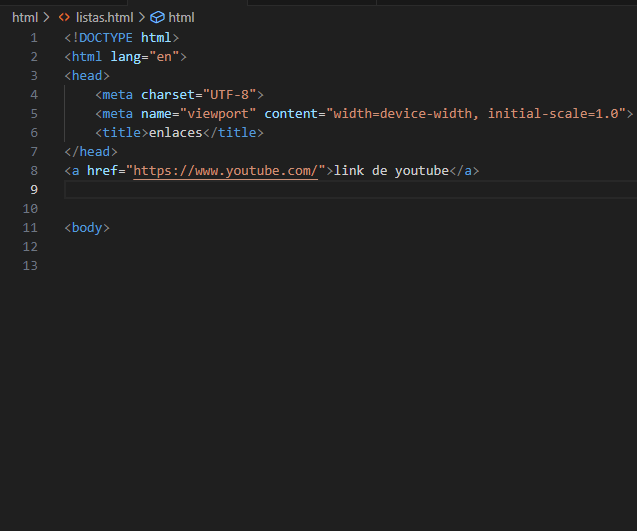 html > listas.html > html
1 <!DOCTYPE html>
2 <html lang="en">
3 <head>
4 <meta charset="UTF-8">
5 <meta name="viewport" content="width=device-width, initial-scale=1.0">
6 <title>enlaces</title>
7 </head>
8 <a href="https://www.youtube.com/">link de youtube</a>
9
10
11 <body>
12
13